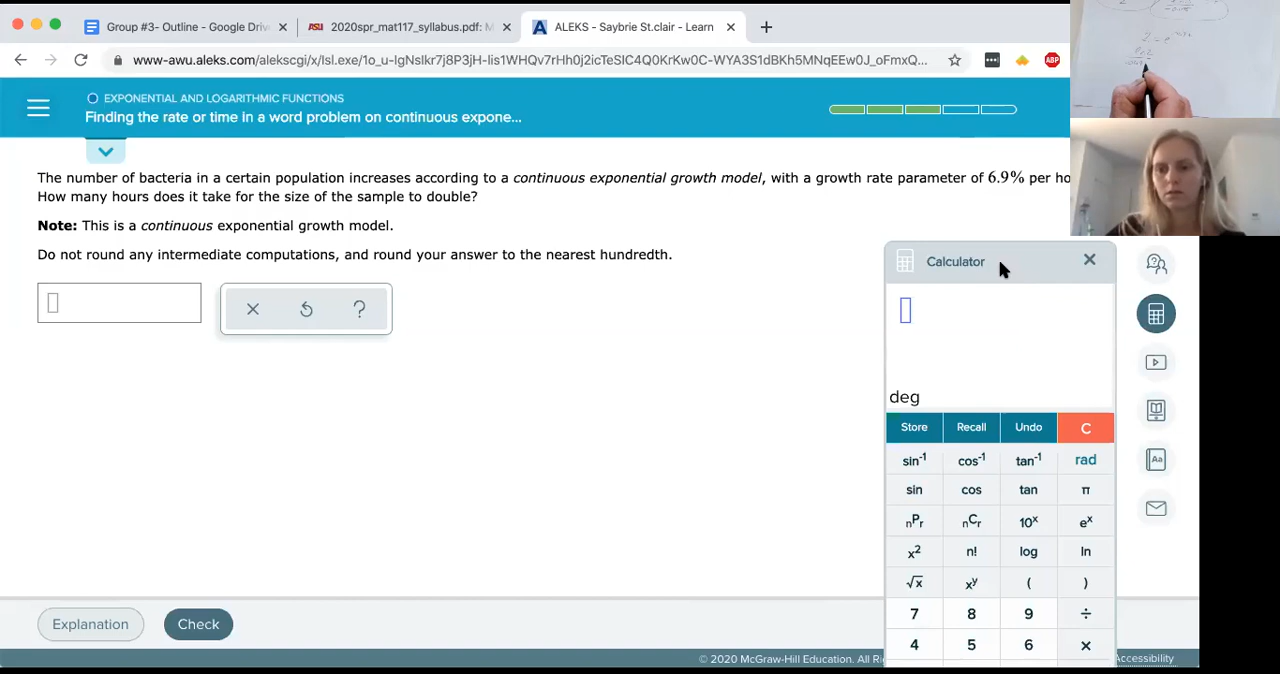 Group #3- Outline - Google Driv
ASU 2020spr_mat117_syllabus.pdf: M
A ALEKS - Saybrie St.clair - Learn
www-awu.aleks.com/alekscgi/x/lsl.exe/1o_u-IgNslkr7j8P3jH-lis1WHQv7rHh0j2icTeSIC4Q0KrKw0C-WYA3S1dBKh5MNqEEw0J_oFmxQ...
ABP
EXPONENTIAL AND LOGARITHMIC FUNCTIONS
Finding the rate or time in a word problem on continuous expone...
The number of bacteria in a certain population increases according to a continuous exponential growth model, with a growth rate parameter of 6.9% per ho
How many hours does it take for the size of the sample to double?
Note: This is a continuous exponential growth model.
Do not round any intermediate computations, and round your answer to the nearest hundredth.
?
Calculator
deg
Store Recall Undo C
sin⁻¹ cos⁻¹ tan⁻¹ rad
sin cos tan π
nPr nCr 10ˣ eˣ
x² n! log ln
√x xʸ ( )
7 8 9 ÷
4 5 6 ×
Aa
Explanation
Check
© 2020 McGraw-Hill Education. All Ri
Accessibility